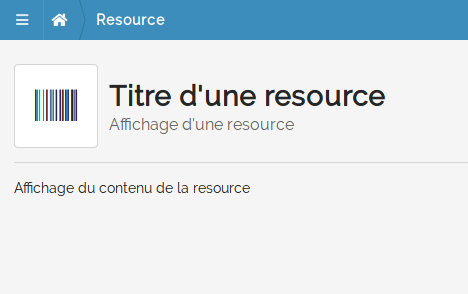 Resource
Titre d'une resource
Affichage d'une resource
Affichage du contenu de la resource